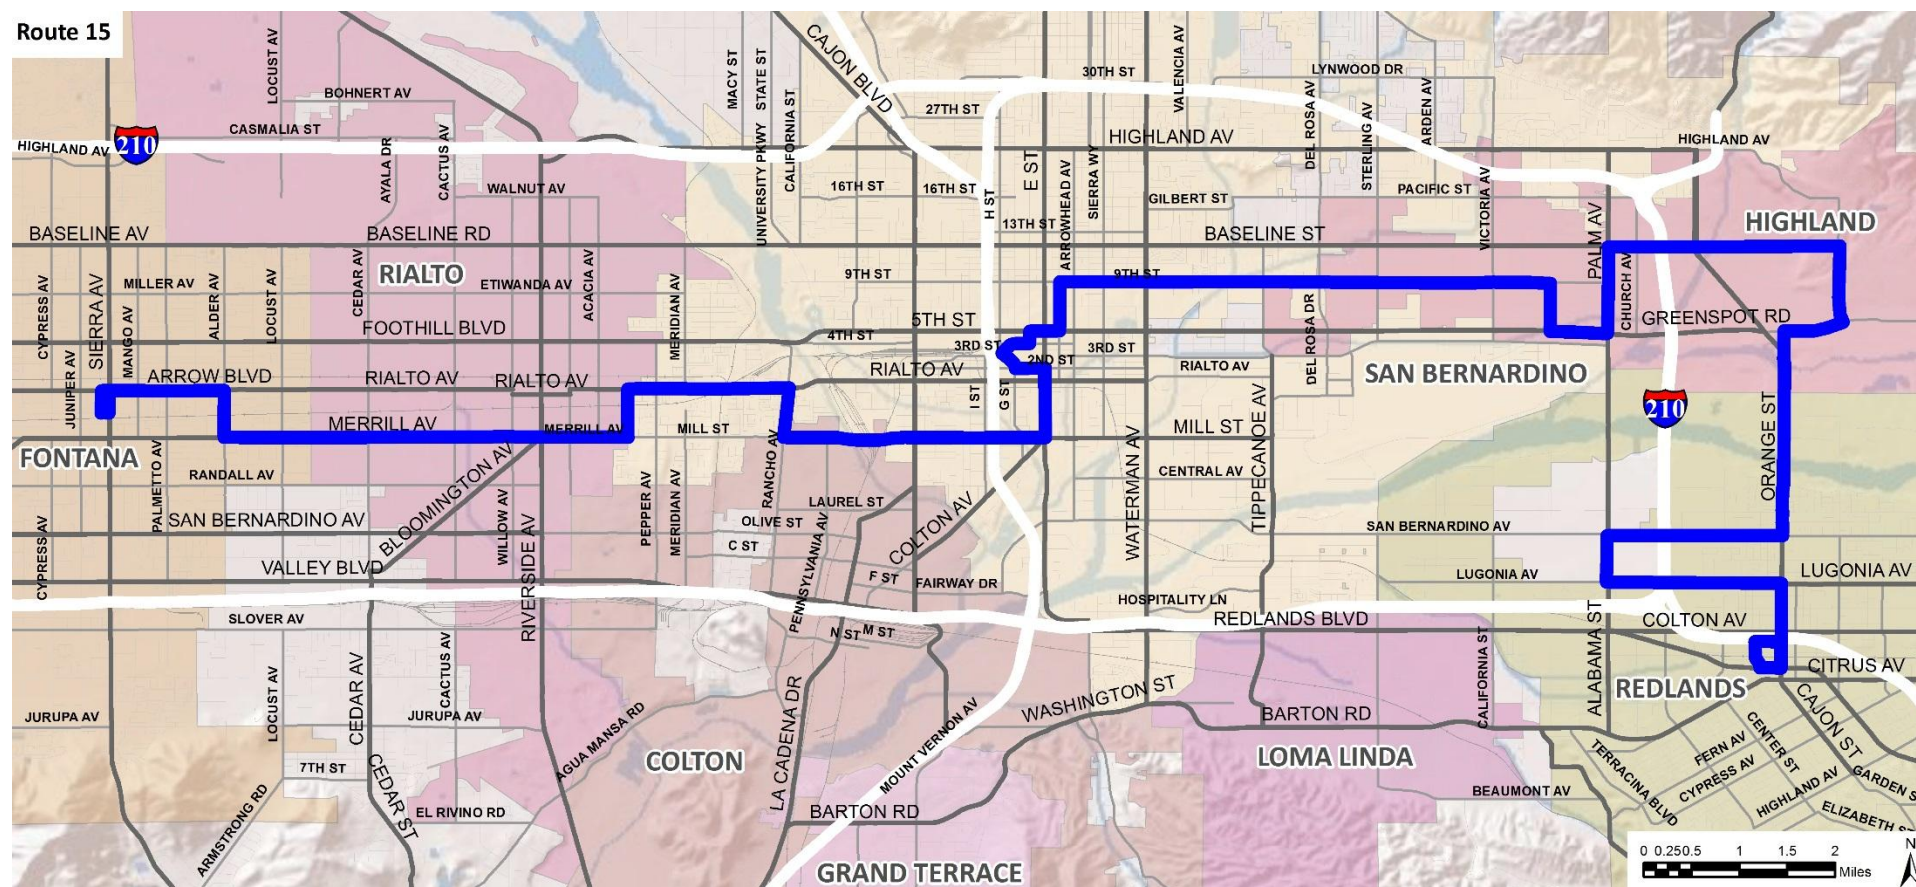 Route 15
LOCUST AV
BOHNERT AV
CASMALIA ST
HIGHLAND AV
210
AYALA DR
CACTUS AV
WALNUT AV
MACY ST
UNIVERSITY PKWY
STATE ST
CALIFORNIA ST
CAJON BLVD
30TH ST
27TH ST
VALENCIA AV
LYNWOOD DR
DEL ROSA AV
STERLING AV
ARDEN AV
HIGHLAND AV
HIGHLAND AV
16TH ST
16TH ST
H ST
E ST
ARROWHEAD AV
SIERRA WY
GILBERT ST
PACIFIC ST
VICTORIA AV
PALM AV
HIGHLAND
13TH ST
BASELINE AV
BASELINE RD
BASELINE ST
RIALTO
CYPRESS AV
SIERRA AV
MILLER AV
MANGO AV
ALDER AV
LOCUST AV
CEDAR AV
ETIWANDA AV
ACACIA AV
MERIDIAN AV
9TH ST
9TH ST
CHURCH AV
GREENSPOT RD
FOOTHILL BLVD
5TH ST
4TH ST
3RD ST
3RD ST
2ND ST
DEL ROSA DR
JUNIPER AV
ARROW BLVD
RIALTO AV
RIALTO AV
RIALTO AV
RIALTO AV
I ST
G ST
SAN BERNARDINO
210
ORANGE ST
MERRILL AV
MERRILL AV
MILL ST
MILL ST
FONTANA
PALMETTO AV
RANDALL AV
BLOOMINGTON AV
PEPPER AV
MERIDIAN AV
RANCHO AV
LAUREL ST
WATERMAN AV
CENTRAL AV
TIPPECANOE AV
CYPRESS AV
SAN BERNARDINO AV
WILLOW AV
RIVERSIDE AV
OLIVE ST
C ST
PENNSYLVANIA AV
COLTON AV
SAN BERNARDINO AV
VALLEY BLVD
F ST
FAIRWAY DR
LUGONIA AV
LUGONIA AV
HOSPITALITY LN
SLOVER AV
N ST
M ST
REDLANDS BLVD
ALABAMA ST
COLTON AV
CITRUS AV
REDLANDS
JURUPA AV
LOCUST AV
CEDAR AV
CACTUS AV
JURUPA AV
AGUA MANSA RD
LA CADENA DR
MOUNT VERNON AV
WASHINGTON ST
BARTON RD
CALIFORNIA ST
CAJON ST
CENTER ST
FERN AV
TERRACINA BLVD
CYPRESS AV
HIGHLAND AV
GARDEN S
ELIZABETH ST
COLTON
LOMA LINDA
7TH ST
CEDAR ST
ARMSTRONG RD
EL RIVINO RD
BARTON RD
BEAUMONT AV
GRAND TERRACE
0 0.25 0.5 1 1.5 2
Miles
N